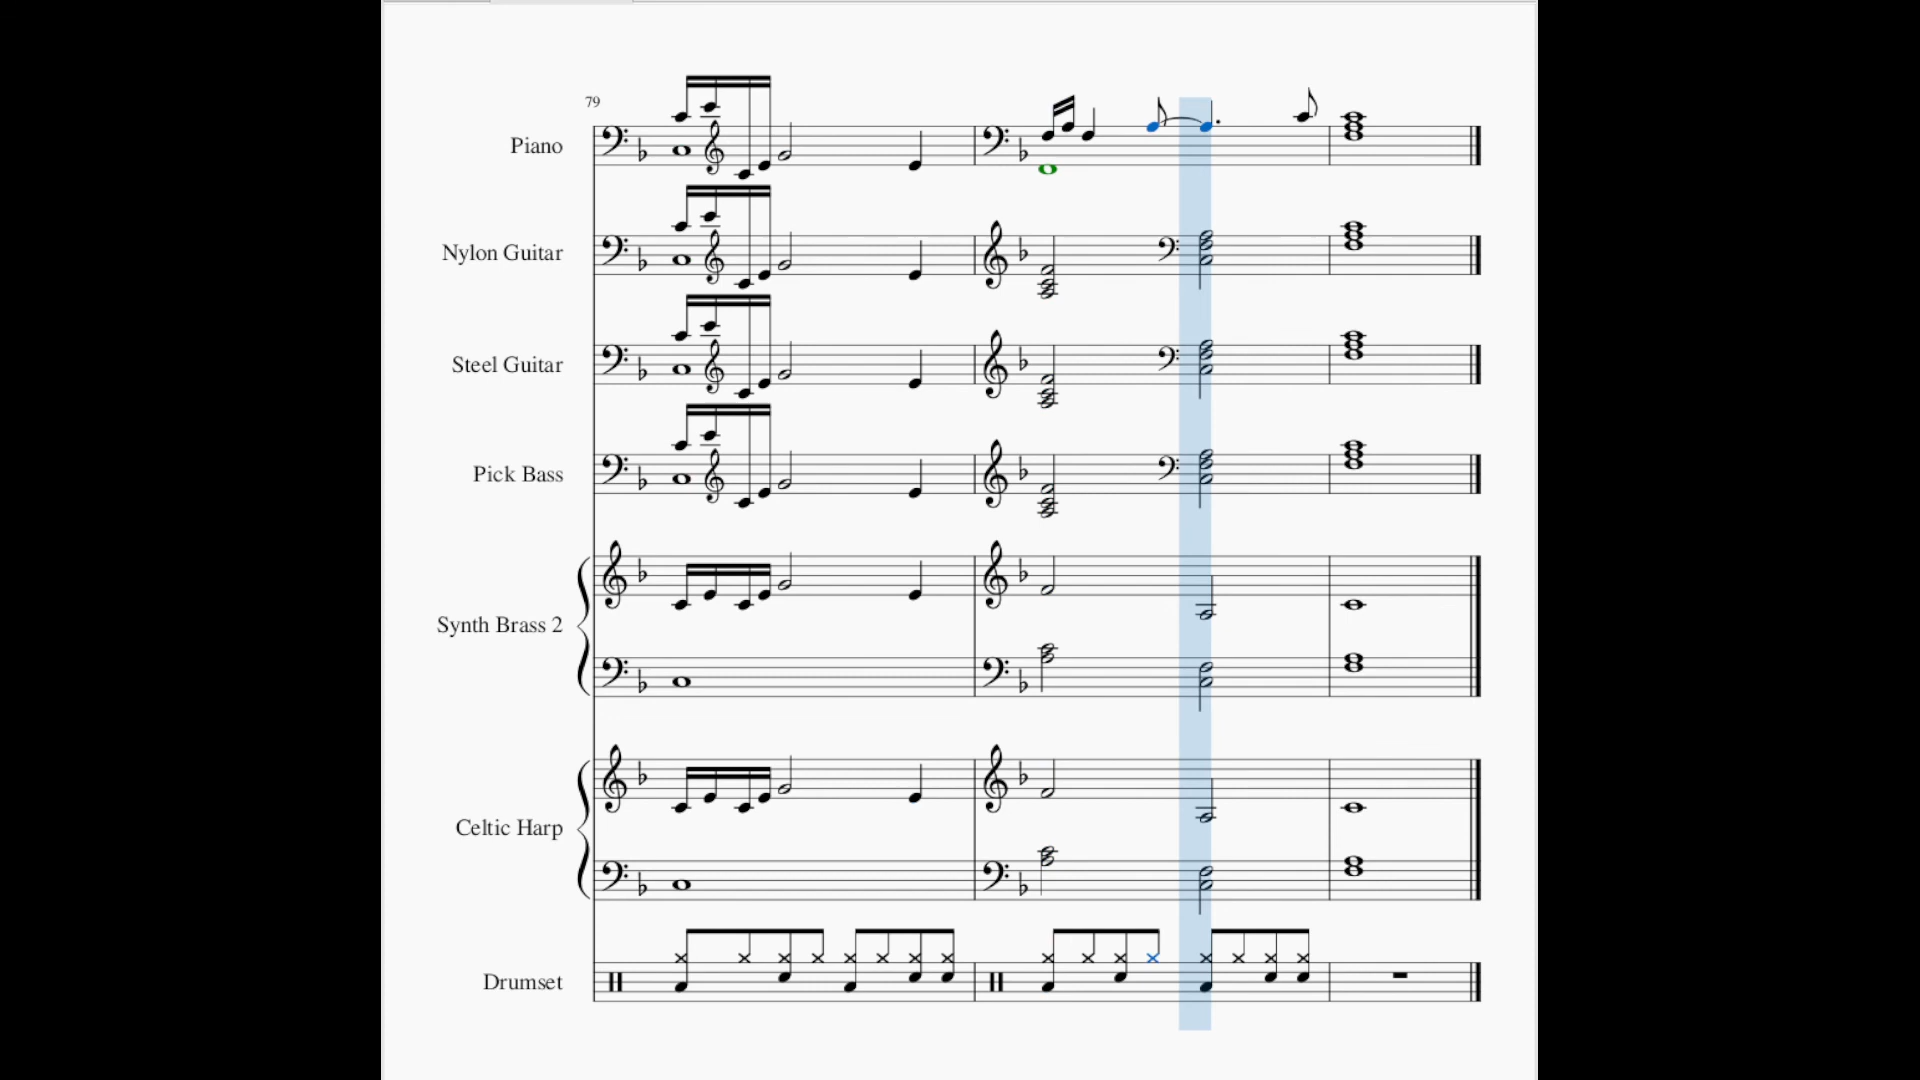 79
Piano
Nylon Guitar
Steel Guitar
Pick Bass
Synth Brass 2
Celtic Harp
Drumset